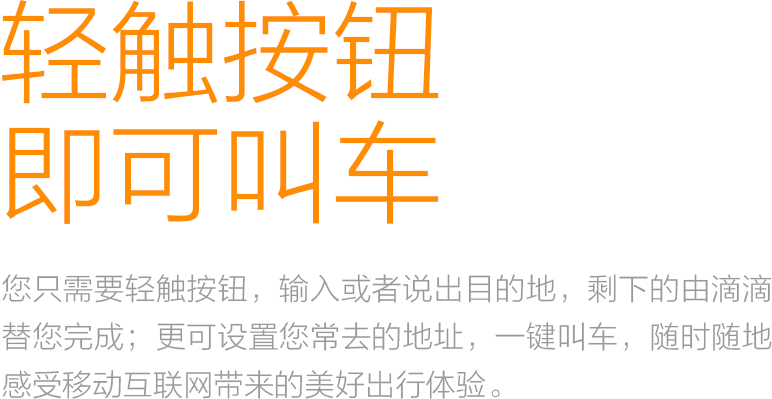 轻触按钮
即可叫车
您只需要轻触按钮，输入或者说出目的地，剩下的由滴滴
替您完成；更可设置您常去的地址，一键叫车，随时随地
感受移动互联网带来的美好出行体验。